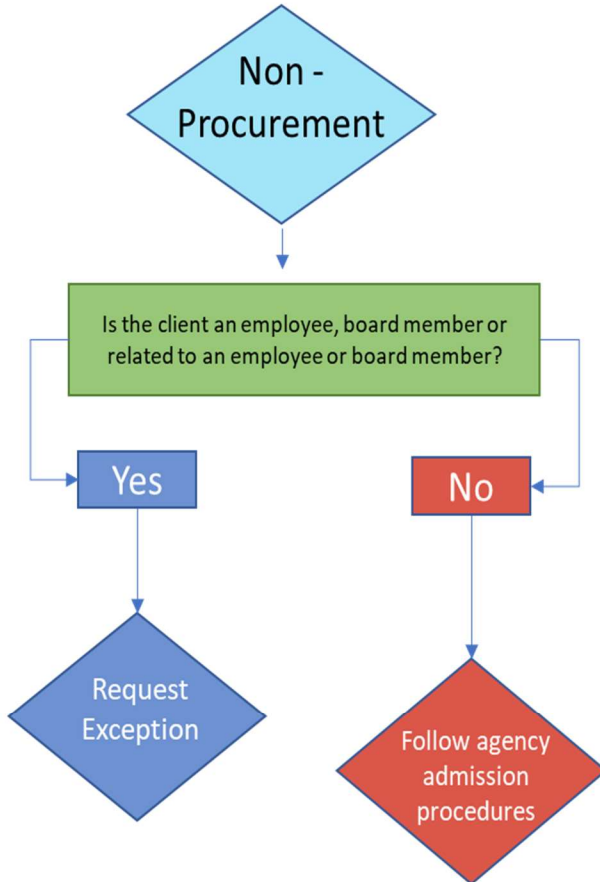 Non -
Procurement
Is the client an employee, board member or
related to an employee or board member?
Yes
No
Request
Exception
Follow agency
admission
procedures